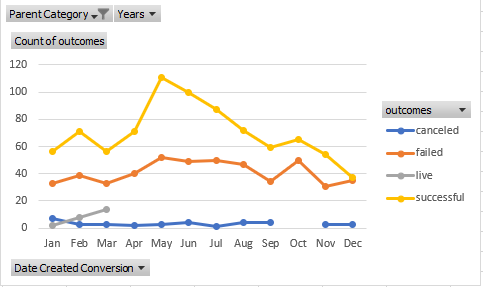 Parent Category Years
Count of outcomes
120
100
80
60
40
20
0
Jan Feb Mar Apr May Jun Jul Aug Sep Oct Nov Dec
outcomes
canceled
failed
live
successful
Date Created Conversion